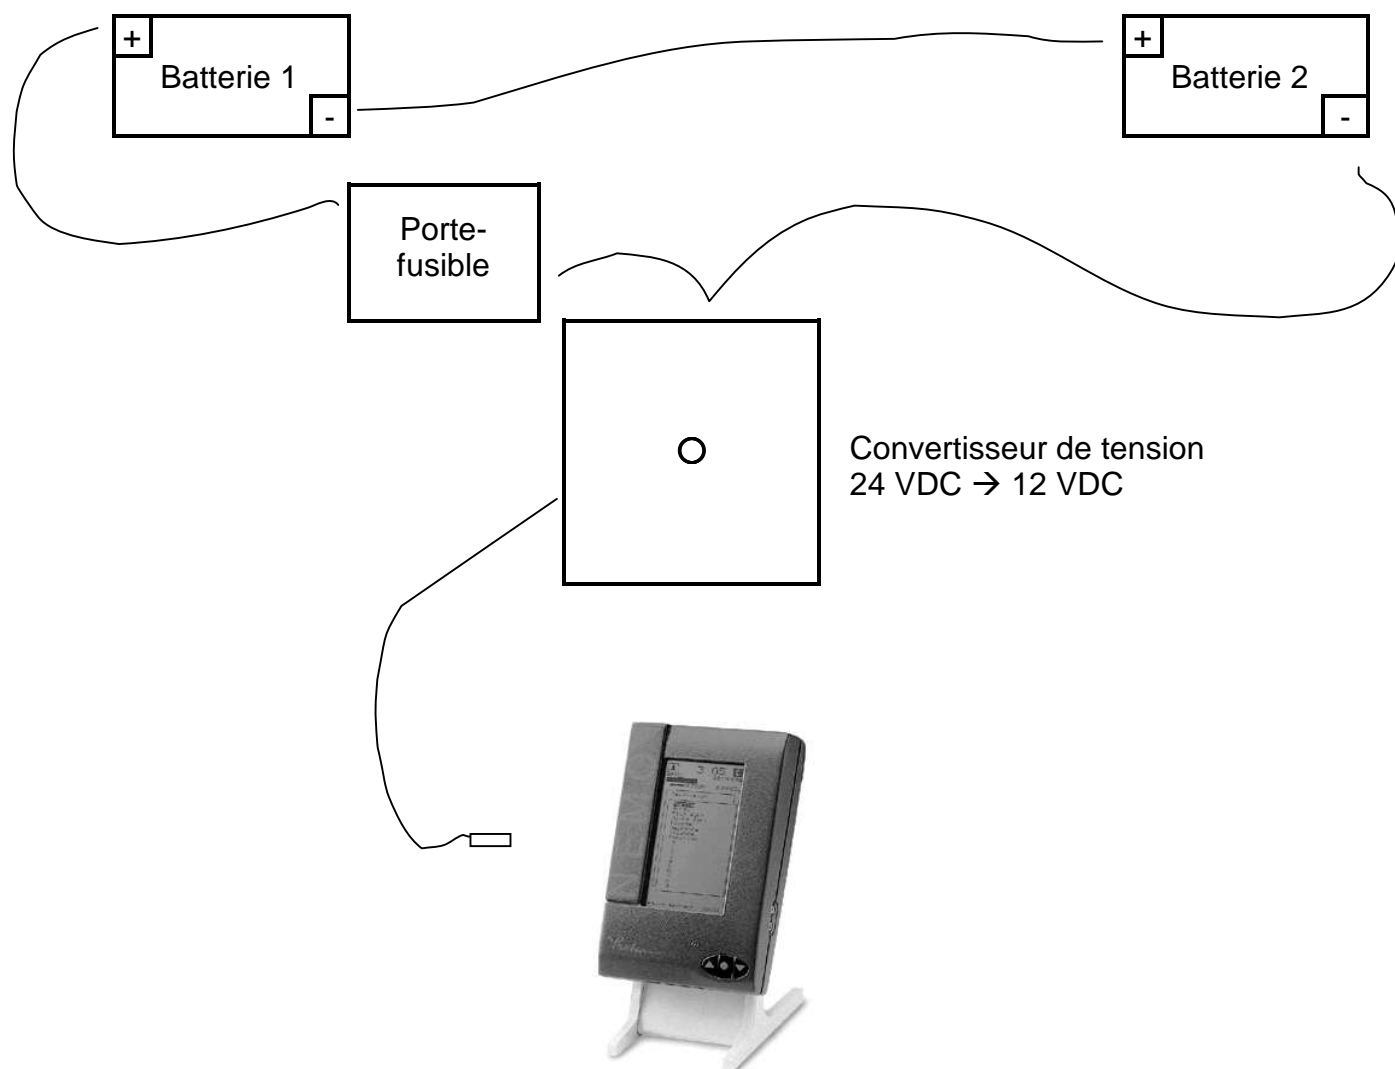 +
Batterie 1
-
+
Batterie 2
-
Porte-
fusible
Convertisseur de tension
24 VDC → 12 VDC